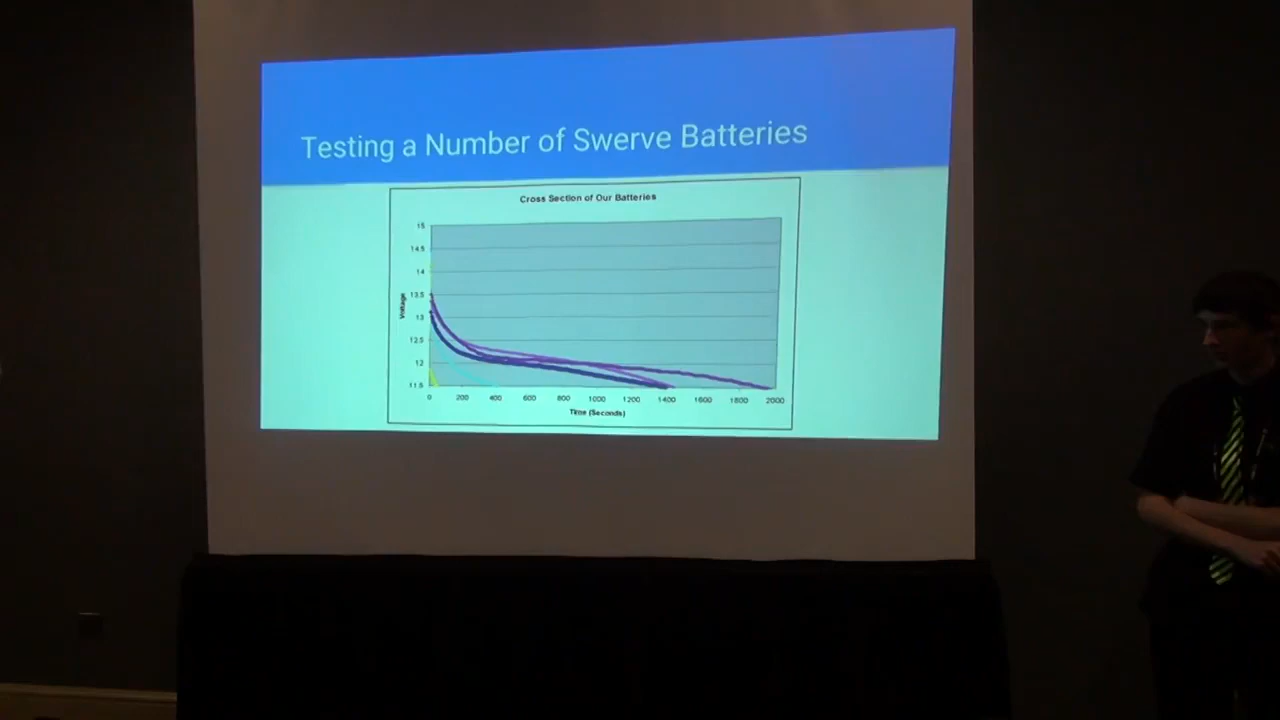 Testing a Number of Swerve Batteries
Cross Section of Our Batteries
15
14.5
14
13.5
13
12.5
12
11.5
Voltage
0 200 400 600 800 1000 1200 1400 1600 1800 2000
Time (Seconds)